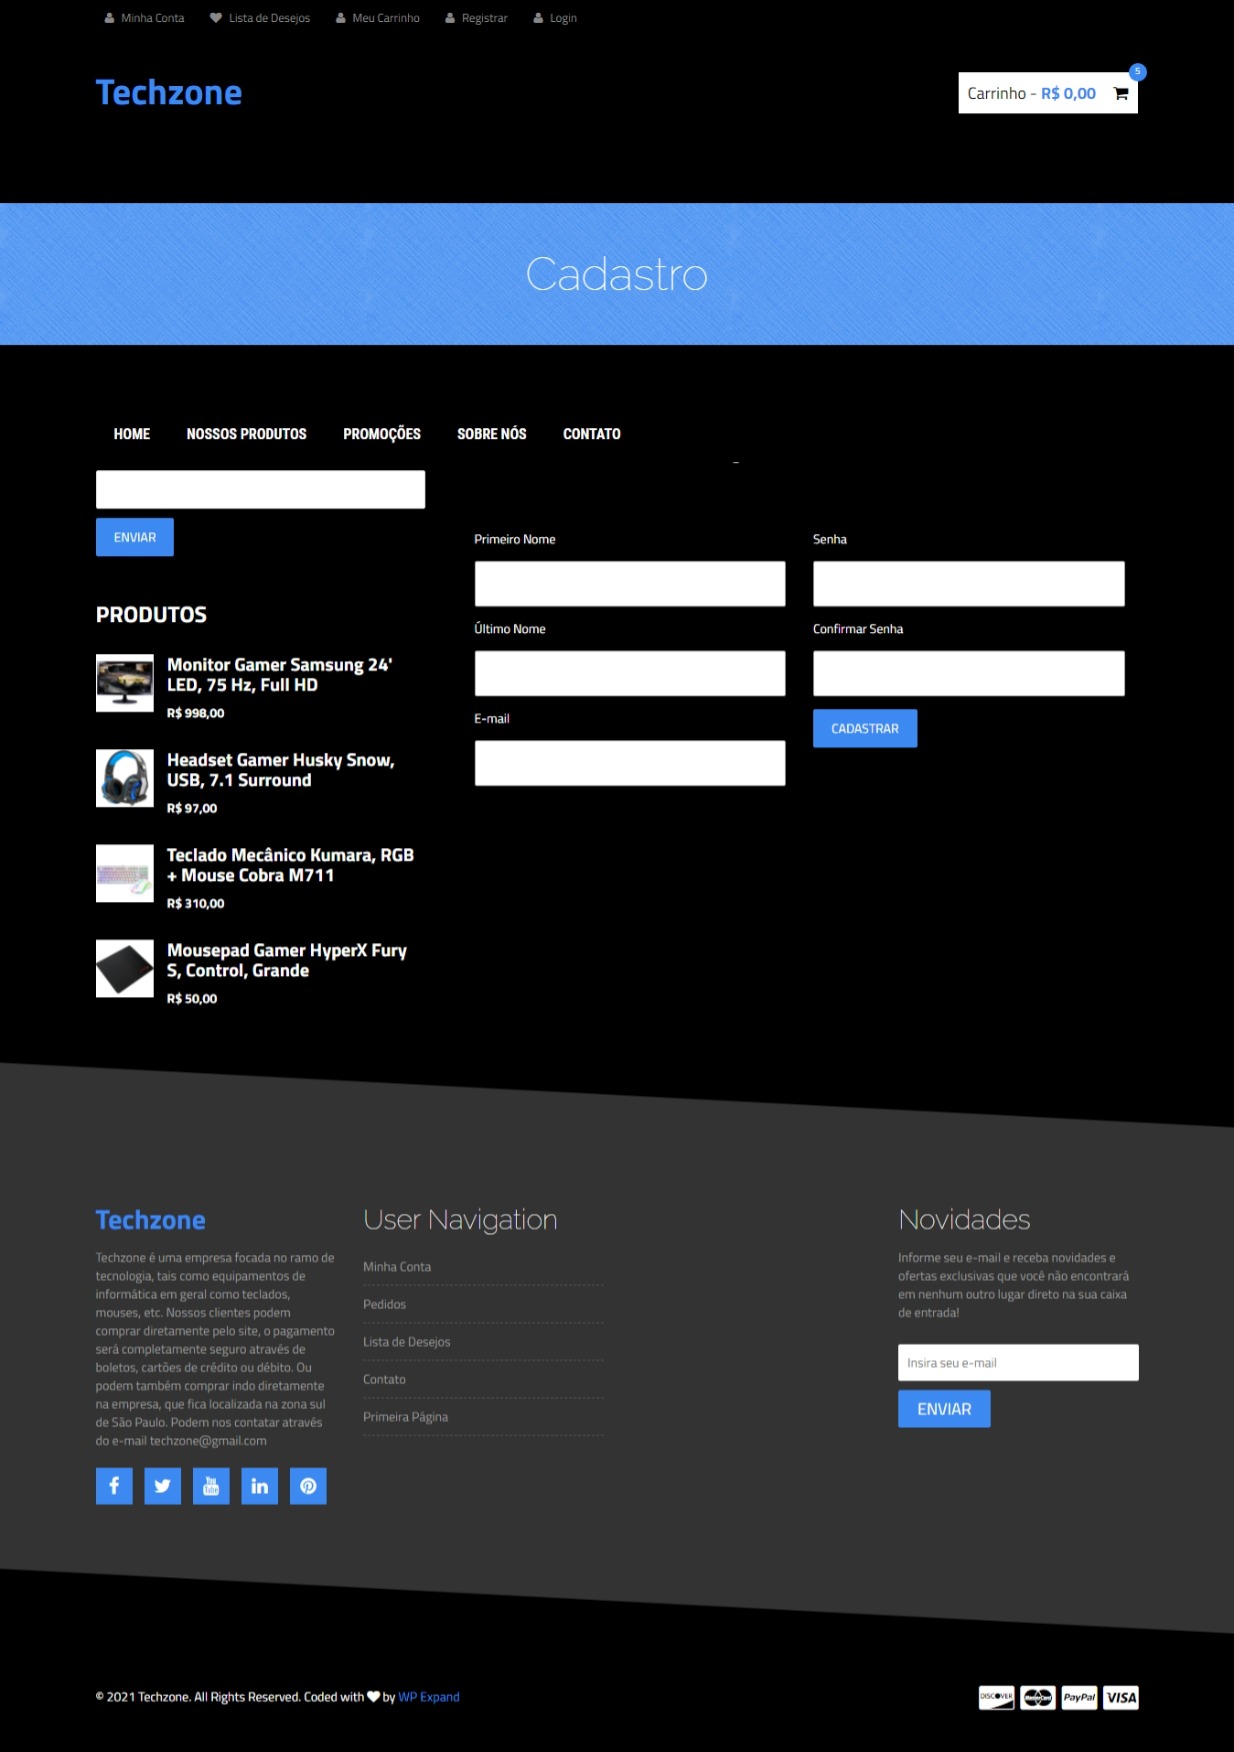 Minha Conta Lista de Desejos Meu Carrinho Registrar Login
Techzone
5
Carrinho - R$ 0,00
Cadastro
HOME NOSSOS PRODUTOS PROMOÇÕES SOBRE NÓS CONTATO
–
ENVIAR
PRODUTOS
Monitor Gamer Samsung 24'
LED, 75 Hz, Full HD
R$ 998,00
Headset Gamer Husky Snow,
USB, 7.1 Surround
R$ 97,00
Teclado Mecânico Kumara, RGB
+ Mouse Cobra M711
R$ 310,00
Mousepad Gamer HyperX Fury
S, Control, Grande
R$ 50,00
Primeiro Nome
Último Nome
E-mail
Senha
Confirmar Senha
CADASTRAR
Techzone
Techzone é uma empresa focada no ramo de
tecnologia, tais como equipamentos de
informática em geral como teclados,
mouses, etc. Nossos clientes podem
comprar diretamente pelo site, o pagamento
será completamente seguro através de
boletos, cartões de crédito ou débito. Ou
podem também comprar indo diretamente
na empresa, que fica localizada na zona sul
de São Paulo. Podem nos contatar através
do e-mail techzone@gmail.com
You
Tube
User Navigation
Minha Conta
Pedidos
Lista de Desejos
Contato
Primeira Página
Novidades
Informe seu e-mail e receba novidades e
ofertas exclusivas que você não encontrará
em nenhum outro lugar direto na sua caixa
de entrada!
Insira seu e-mail
ENVIAR
© 2021 Techzone. All Rights Reserved. Coded with by WP Expand
DISCOVER MasterCard PayPal VISA